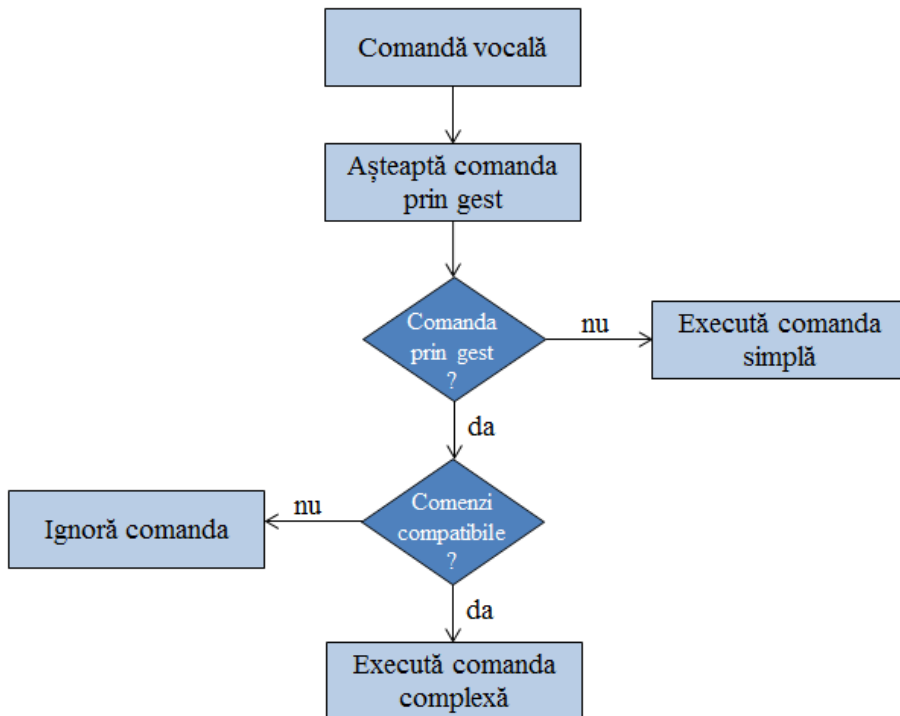 Comandă vocală
Așteaptă comanda
prin gest
Comanda
prin gest
?
nu
Execută comanda
simplă
da
Comenzi
compatibile
?
nu
Ignoră comanda
da
Execută comanda
complexă